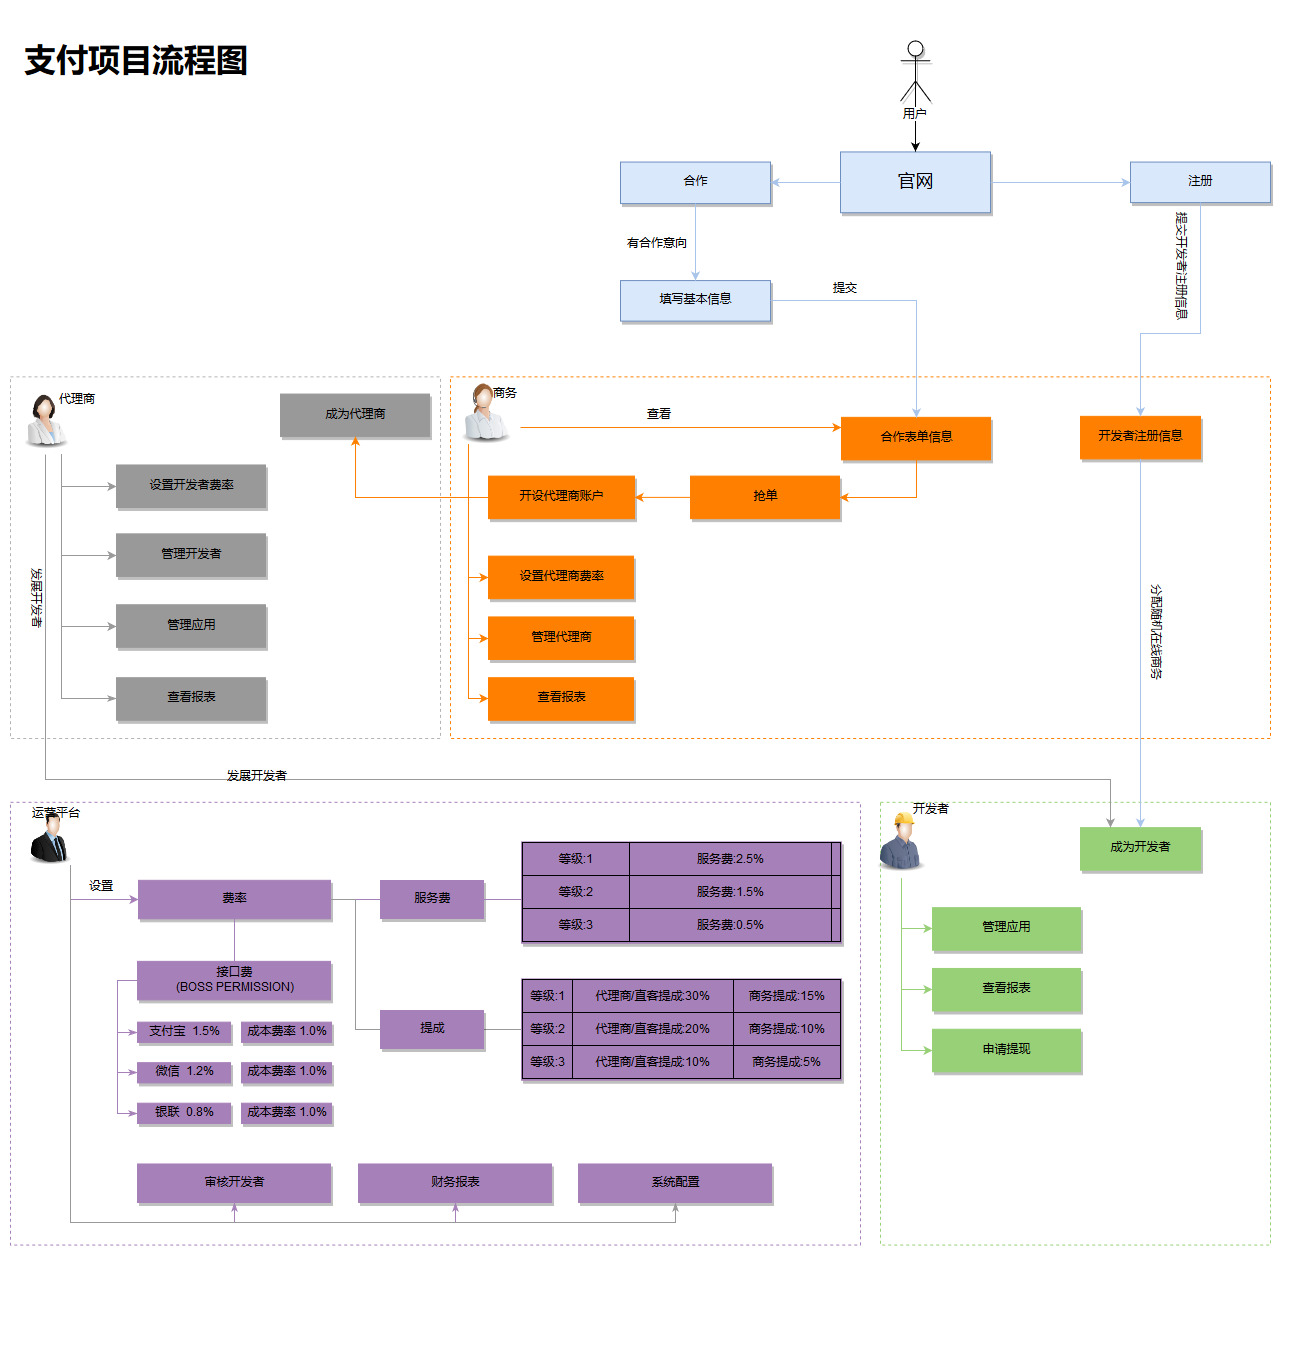 支付项目流程图
用户
合作
官网
注册
有合作意向
提交开发者注册信息
填写基本信息
提交
代理商
成为代理商
商务
查看
合作表单信息
开发者注册信息
设置开发者费率
开设代理商账户
抢单
管理开发者
设置代理商费率
发展开发者
管理应用
管理代理商
分配随机在线商务
查看报表
查看报表
发展开发者
运营平台
开发者
成为开发者
设置
费率
服务费
等级:1 服务费:2.5%
等级:2 服务费:1.5%
等级:3 服务费:0.5%
管理应用
接口费
(BOSS PERMISSION)
查看报表
提成
等级:1 代理商/直客提成:30% 商务提成:15%
等级:2 代理商/直客提成:20% 商务提成:10%
等级:3 代理商/直客提成:10% 商务提成:5%
支付宝 1.5% 成本费率 1.0%
申请提现
微信 1.2% 成本费率 1.0%
银联 0.8% 成本费率 1.0%
审核开发者
财务报表
系统配置